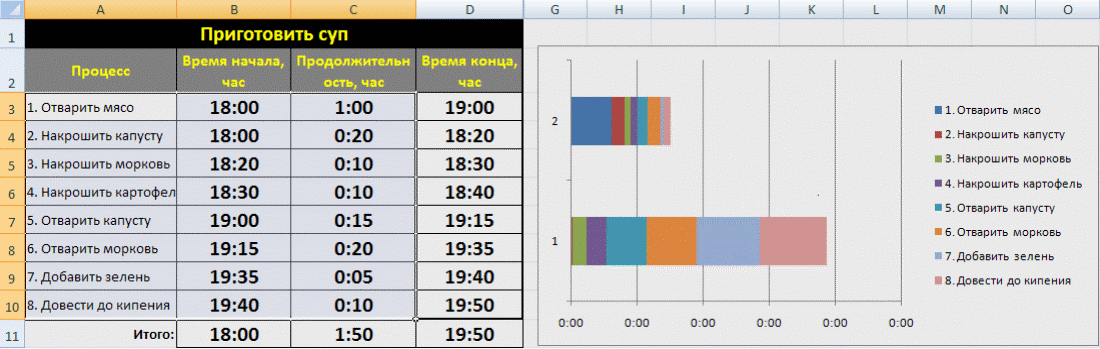 A B C D G H I J K L M N O
1 Приготовить суп
2 Процесс Время начала, час Продолжительн ость, час Время конца, час
3 1. Отварить мясо 18:00 1:00 19:00
4 2. Накрошить капусту 18:00 0:20 18:20
5 3. Накрошить морковь 18:20 0:10 18:30
6 4. Накрошить картофел 18:30 0:10 18:40
7 5. Отварить капусту 19:00 0:15 19:15
8 6. Отварить морковь 19:15 0:20 19:35
9 7. Добавить зелень 19:35 0:05 19:40
10 8. Довести до кипения 19:40 0:10 19:50
11 Итого: 18:00 1:50 19:50
2
1
0:00 0:00 0:00 0:00 0:00 0:00
1. Отварить мясо
2. Накрошить капусту
3. Накрошить морковь
4. Накрошить картофель
5. Отварить капусту
6. Отварить морковь
7. Добавить зелень
8. Довести до кипения